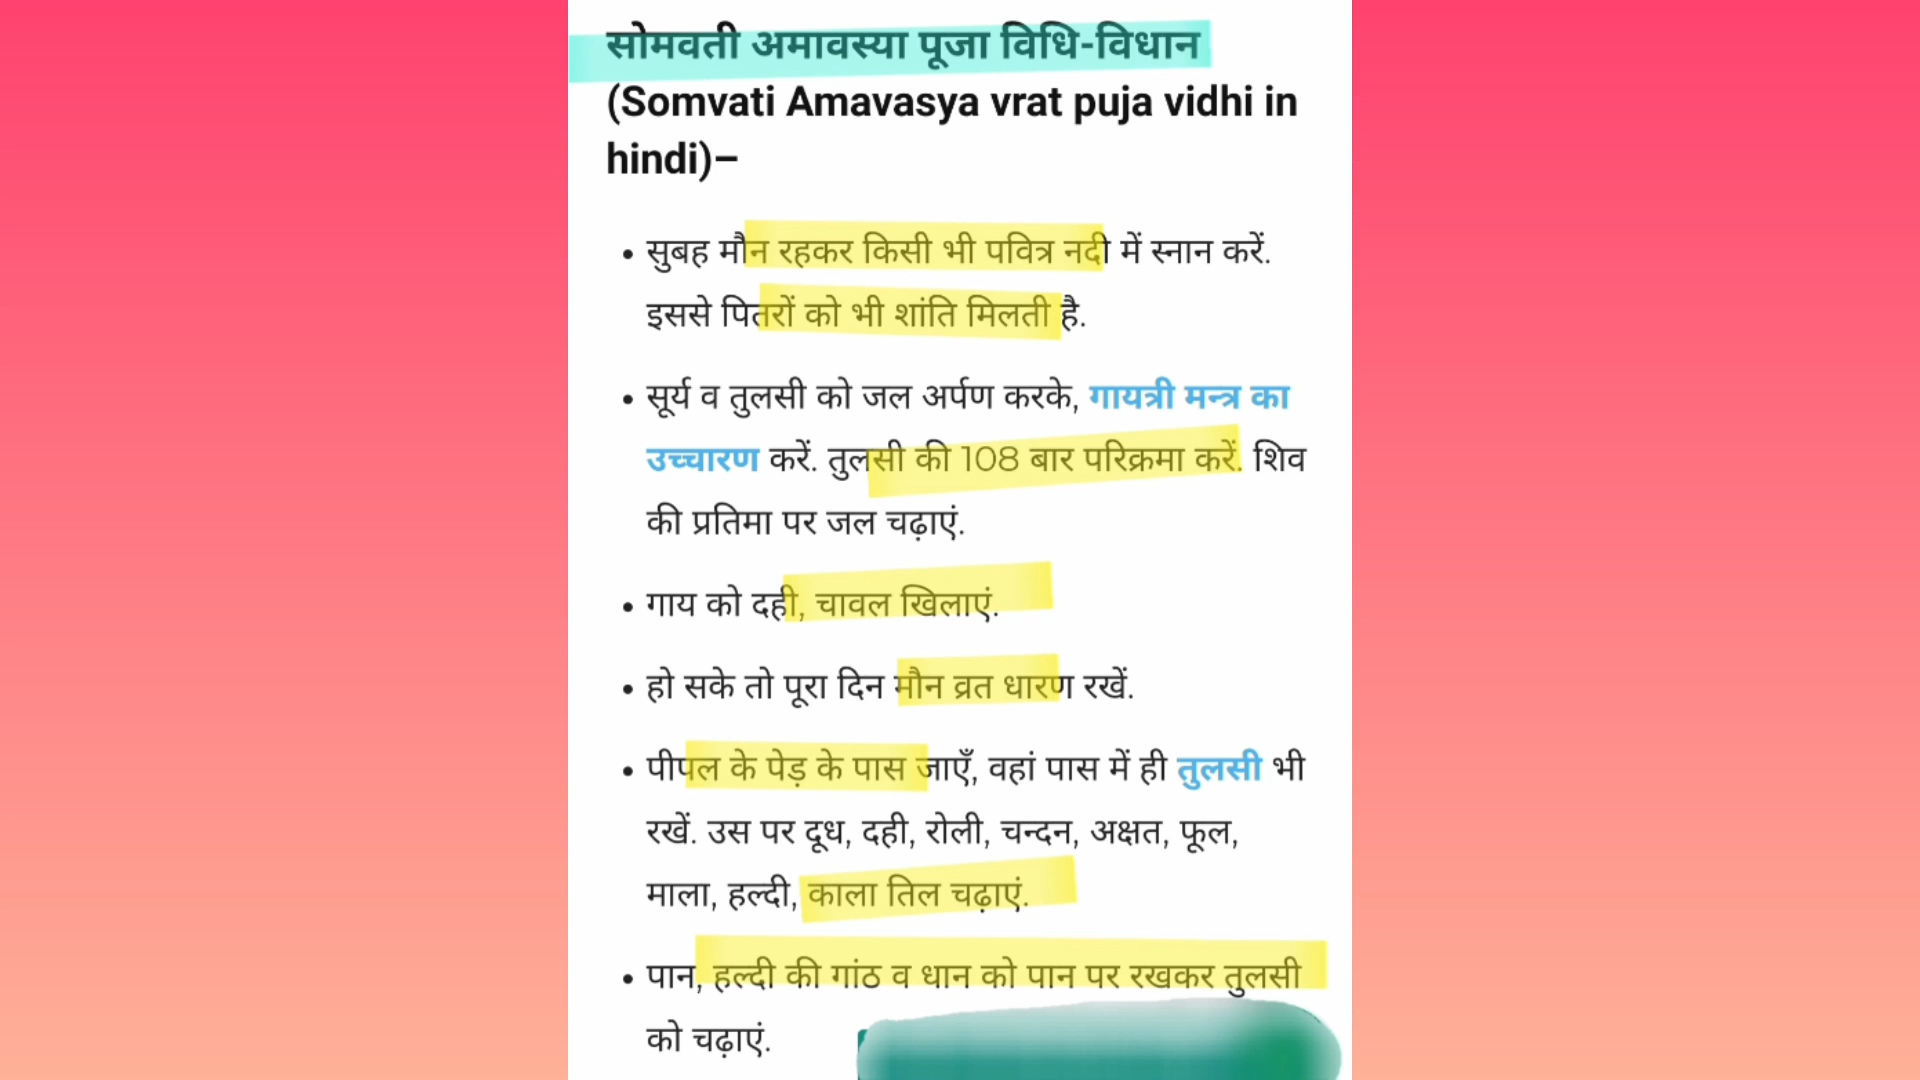 सोमवती अमावस्या पूजा विधि-विधान
(Somvati Amavasya vrat puja vidhi in
hindi)–
• सुबह मौन रहकर किसी भी पवित्र नदी में स्नान करें.
इससे पितरों को भी शांति मिलती है.
• सूर्य व तुलसी को जल अर्पण करके, गायत्री मन्त्र का
उच्चारण करें. तुलसी की 108 बार परिक्रमा करें. शिव
की प्रतिमा पर जल चढ़ाएं.
• गाय को दही, चावल खिलाएं.
• हो सके तो पूरा दिन मौन व्रत धारण रखें.
• पीपल के पेड़ के पास जाएँ, वहां पास में ही तुलसी भी
रखें. उस पर दूध, दही, रोली, चन्दन, अक्षत, फूल,
माला, हल्दी, काला तिल चढ़ाएं.
• पान, हल्दी की गांठ व धान को पान पर रखकर तुलसी
को चढ़ाएं.